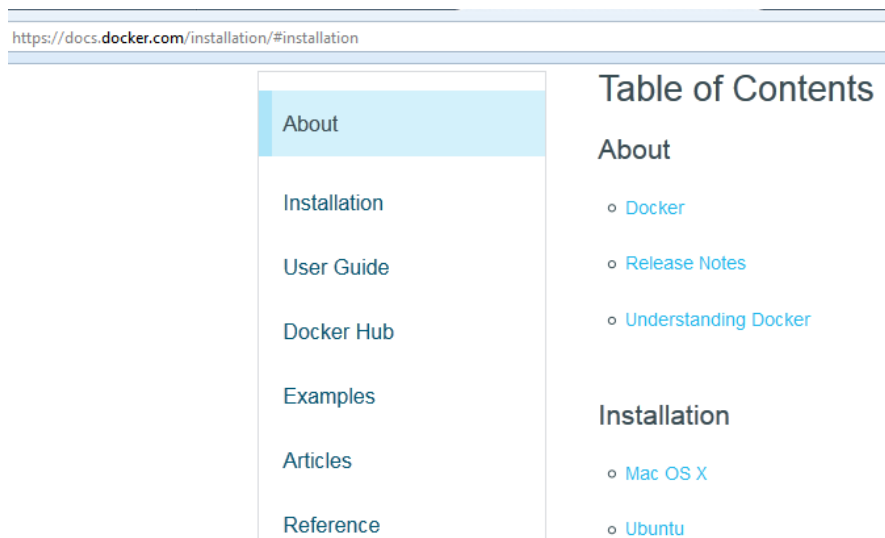 https://docs.docker.com/installation/#installation
About
Installation
User Guide
Docker Hub
Examples
Articles
Reference
Table of Contents
About
Docker
Release Notes
Understanding Docker
Installation
Mac OS X
Ubuntu